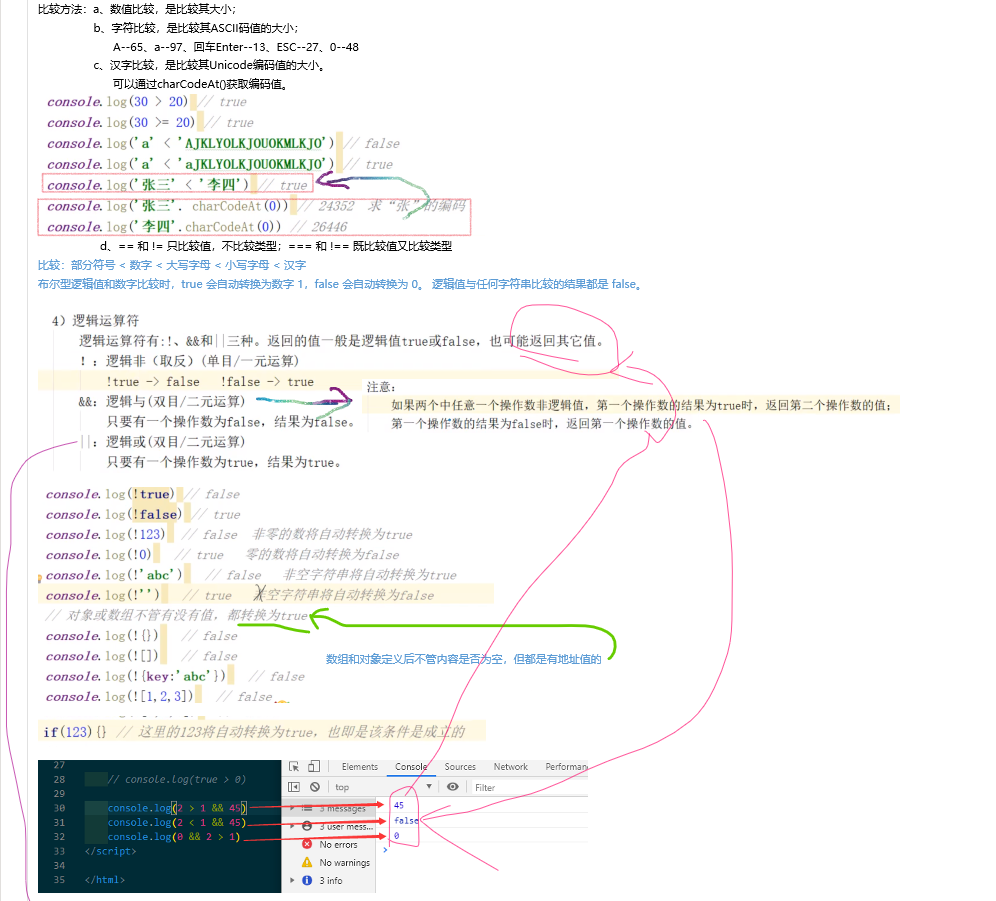 比较方法：a、数值比较，是比较其大小；
b、字符比较，是比较其ASCII码值的大小；
A--65、a--97、回车Enter--13、ESC--27、0--48
c、汉字比较，是比较其Unicode编码值的大小。
可以通过charCodeAt()获取编码值。
console.log(30 > 20) // true
console.log(30 >= 20) // true
console.log('a' < 'AJKLYOLKJOUOKMLKJO') // false
console.log('a' < 'aJKLYOLKJOUOKMLKJO') // true
console.log('张三' < '李四') // true
console.log('张三'. charCodeAt(0)) // 24352 求“张”的编码
console.log('李四'.charCodeAt(0)) // 26446
d、== 和 != 只比较值，不比较类型；=== 和 !== 既比较值又比较类型
比较：部分符号 < 数字 < 大写字母 < 小写字母 < 汉字
布尔型逻辑值和数字比较时，true 会自动转换为数字 1，false 会自动转换为 0。 逻辑值与任何字符串比较的结果都是 false。
4）逻辑运算符
逻辑运算符有:!、&&和||三种。返回的值一般是逻辑值true或false，也可能返回其它值。
！：逻辑非（取反）(单目/一元运算)
!true -> false !false -> true
&&：逻辑与(双目/二元运算)
只要有一个操作数为false，结果为false。
注意：
如果两个中任意一个操作数非逻辑值，第一个操作数的结果为true时，返回第二个操作数的值；
第一个操作数的结果为false时，返回第一个操作数的值。
||：逻辑或(双目/二元运算)
只要有一个操作数为true，结果为true。
console.log(!true) // false
console.log(!false) // true
console.log(!123) // false 非零的数将自动转换为true
console.log(!0) // true 零的数将自动转换为false
console.log(!'abc') // false 非空字符串将自动转换为true
console.log(!'') // true 空字符串将自动转换为false
// 对象或数组不管有没有值，都转换为true
console.log(!{}) // false
console.log(![]) // false
数组和对象定义后不管内容是否为空，但都是有地址值的
console.log(!{key:'abc'}) // false
console.log(![1,2,3]) // false
if(123){} // 这里的123将自动转换为true，也即是该条件是成立的
27
28 // console.log(true > 0)
29
30 console.log(2 > 1 && 45)
31 console.log(2 < 1 && 45)
32 console.log(0 && 2 > 1)
33 </script>
34
35 </html>
Elements Console Sources Network Performan
top Filter
3 messages
3 user mess...
No errors
No warnings
3 info
45
false
0